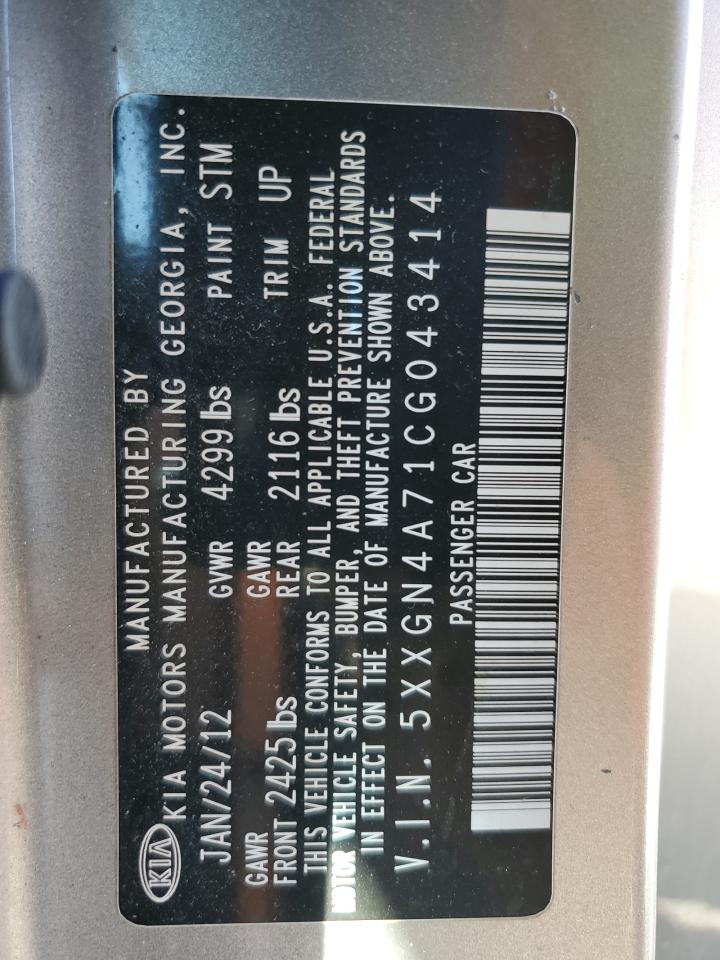 MANUFACTURED BY
KIA KIA MOTORS MANUFACTURING GEORGIA, INC.
JAN/24/12 GVWR 4299 lbs PAINT STM
GAWR GAWR
FRONT 2425 lbs REAR 2116 lbs TRIM UP
THIS VEHICLE CONFORMS TO ALL APPLICABLE U.S.A. FEDERAL
MOTOR VEHICLE SAFETY, BUMPER, AND THEFT PREVENTION STANDARDS
IN EFFECT ON THE DATE OF MANUFACTURE SHOWN ABOVE.
V.I.N. 5XXGN4A71CG043414
PASSENGER CAR